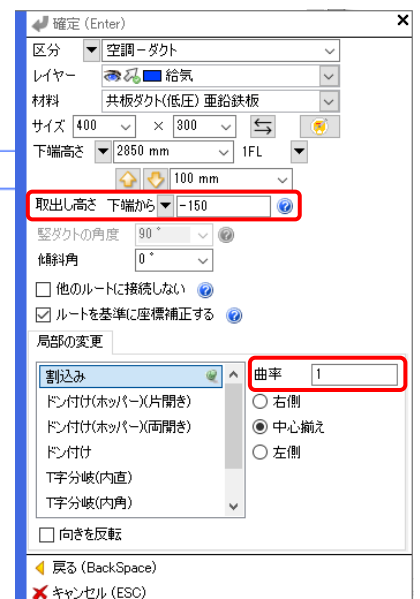 確定 (Enter)
区分 空調－ダクト
レイヤー 給気
材料 共板ダクト(低圧) 亜鉛鉄板
サイズ 400 × 300
下端高さ 2850 mm 1FL
100 mm
取出し高さ 下端から -150
竪ダクトの角度 90 °
傾斜角 0 °
他のルートに接続しない
ルートを基準に座標補正する
局部の変更
割込み
ドン付け(ホッパー)(片開き)
ドン付け(ホッパー)(両開き)
ドン付け
T字分岐(内直)
T字分岐(内角)
曲率 1
右側
中心揃え
左側
向きを反転
戻る (BackSpace)
キャンセル (ESC)